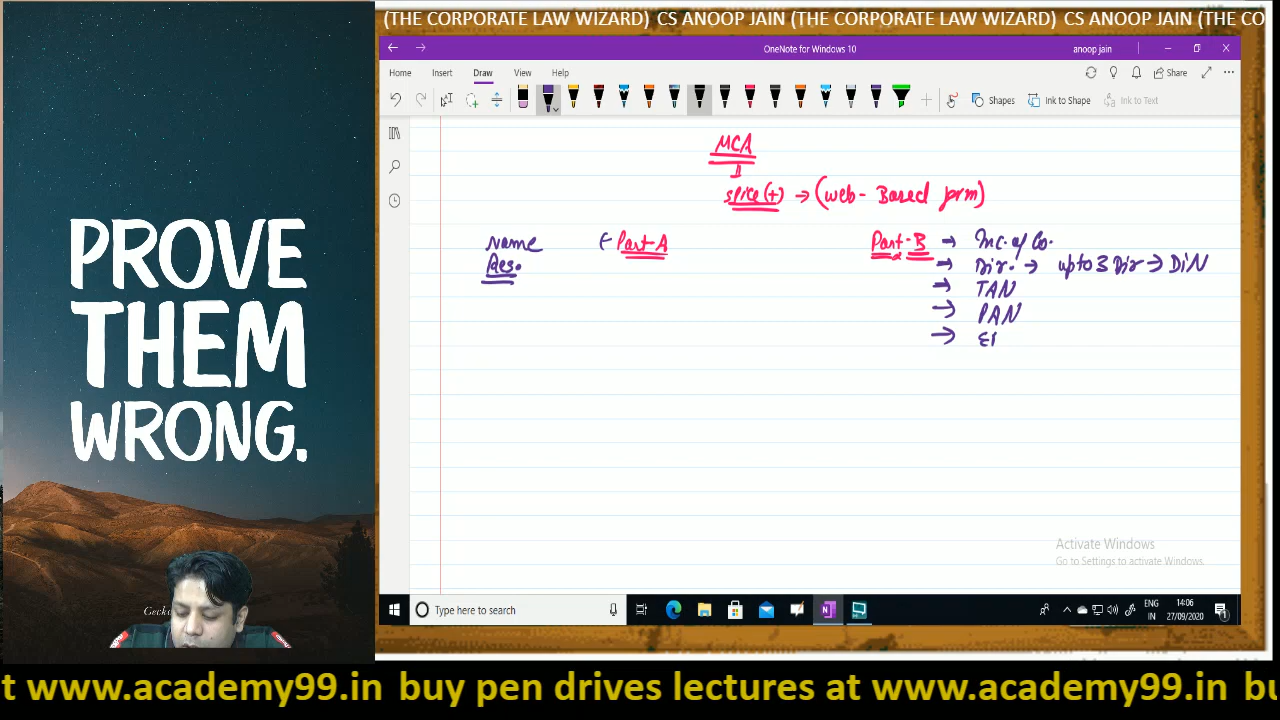 (THE CORPORATE LAW WIZARD) CS ANOOP JAIN (THE CORPORATE LAW WIZARD) CS ANOOP JAIN (THE CO
OneNote for Windows 10
anoop jain
Home Insert Draw View Help
Share
Shapes
Ink to Shape
Ink to Text
MCA
spice(+) → (web-Based form)
Name ← Part-A
Res.
Part-B → Inc. of Co.
→ Dir. → upto 3 Dir → DIN
→ TAN
→ PAN
→ EI
PROVE
THEM
WRONG.
Geck
Activate Windows
Go to Settings to activate Windows.
Type here to search
ENG
IN
14:06
27/09/2020
1
t www.academy99.in buy pen drives lectures at www.academy99.in bu